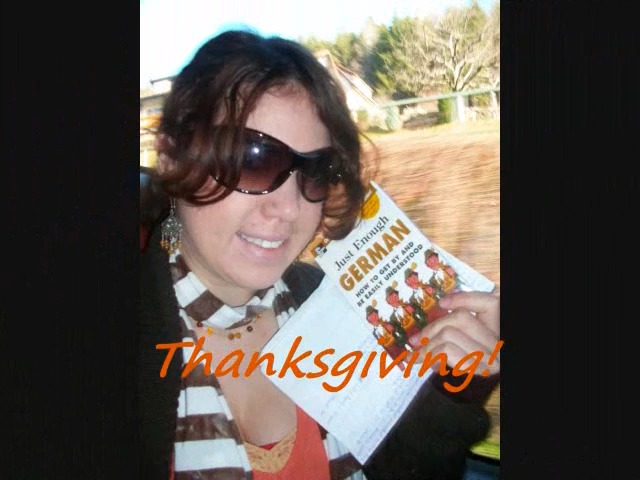 Just Enough
GERMAN
HOW TO GET BY AND
BE EASILY UNDERSTOOD
Thanksgiving!